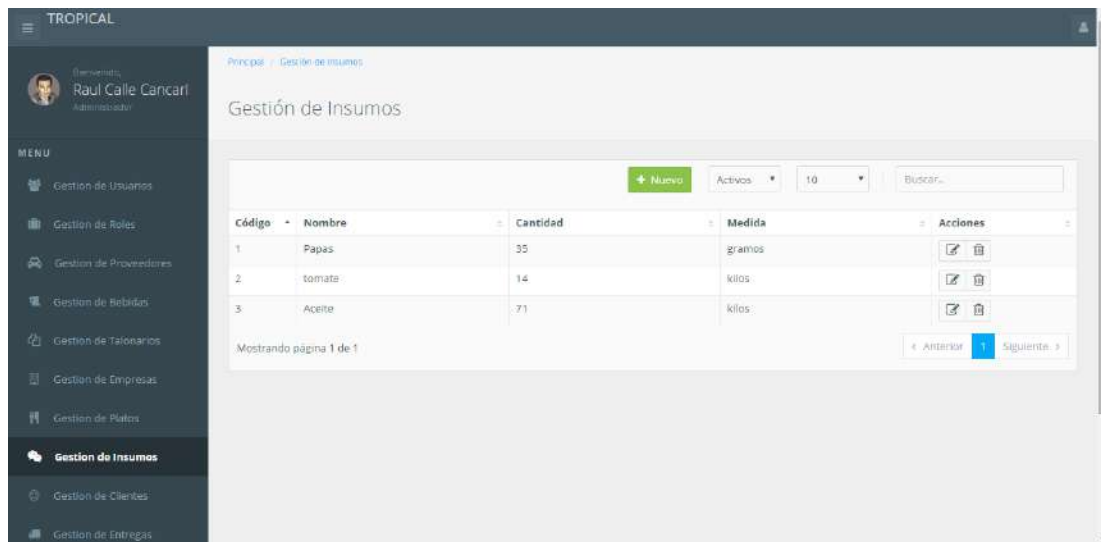 TROPICAL
Bienvenido,
Raul Calle Cancari
Administrador
MENU
Gestion de Usuarios
Gestion de Roles
Gestion de Proveedores
Gestion de Bebidas
Gestion de Talonarios
Gestion de Empresas
Gestion de Platos
Gestion de Insumos
Gestion de Clientes
Gestion de Entregas
Principal / Gestión de Insumos
Gestión de Insumos
+ Nuevo Activos 10 Buscar...
Código Nombre Cantidad Medida Acciones
1 Papas 35 gramos
2 tomate 14 kilos
3 Aceite 71 kilos
Mostrando página 1 de 1
‹ Anterior 1 Siguiente ›